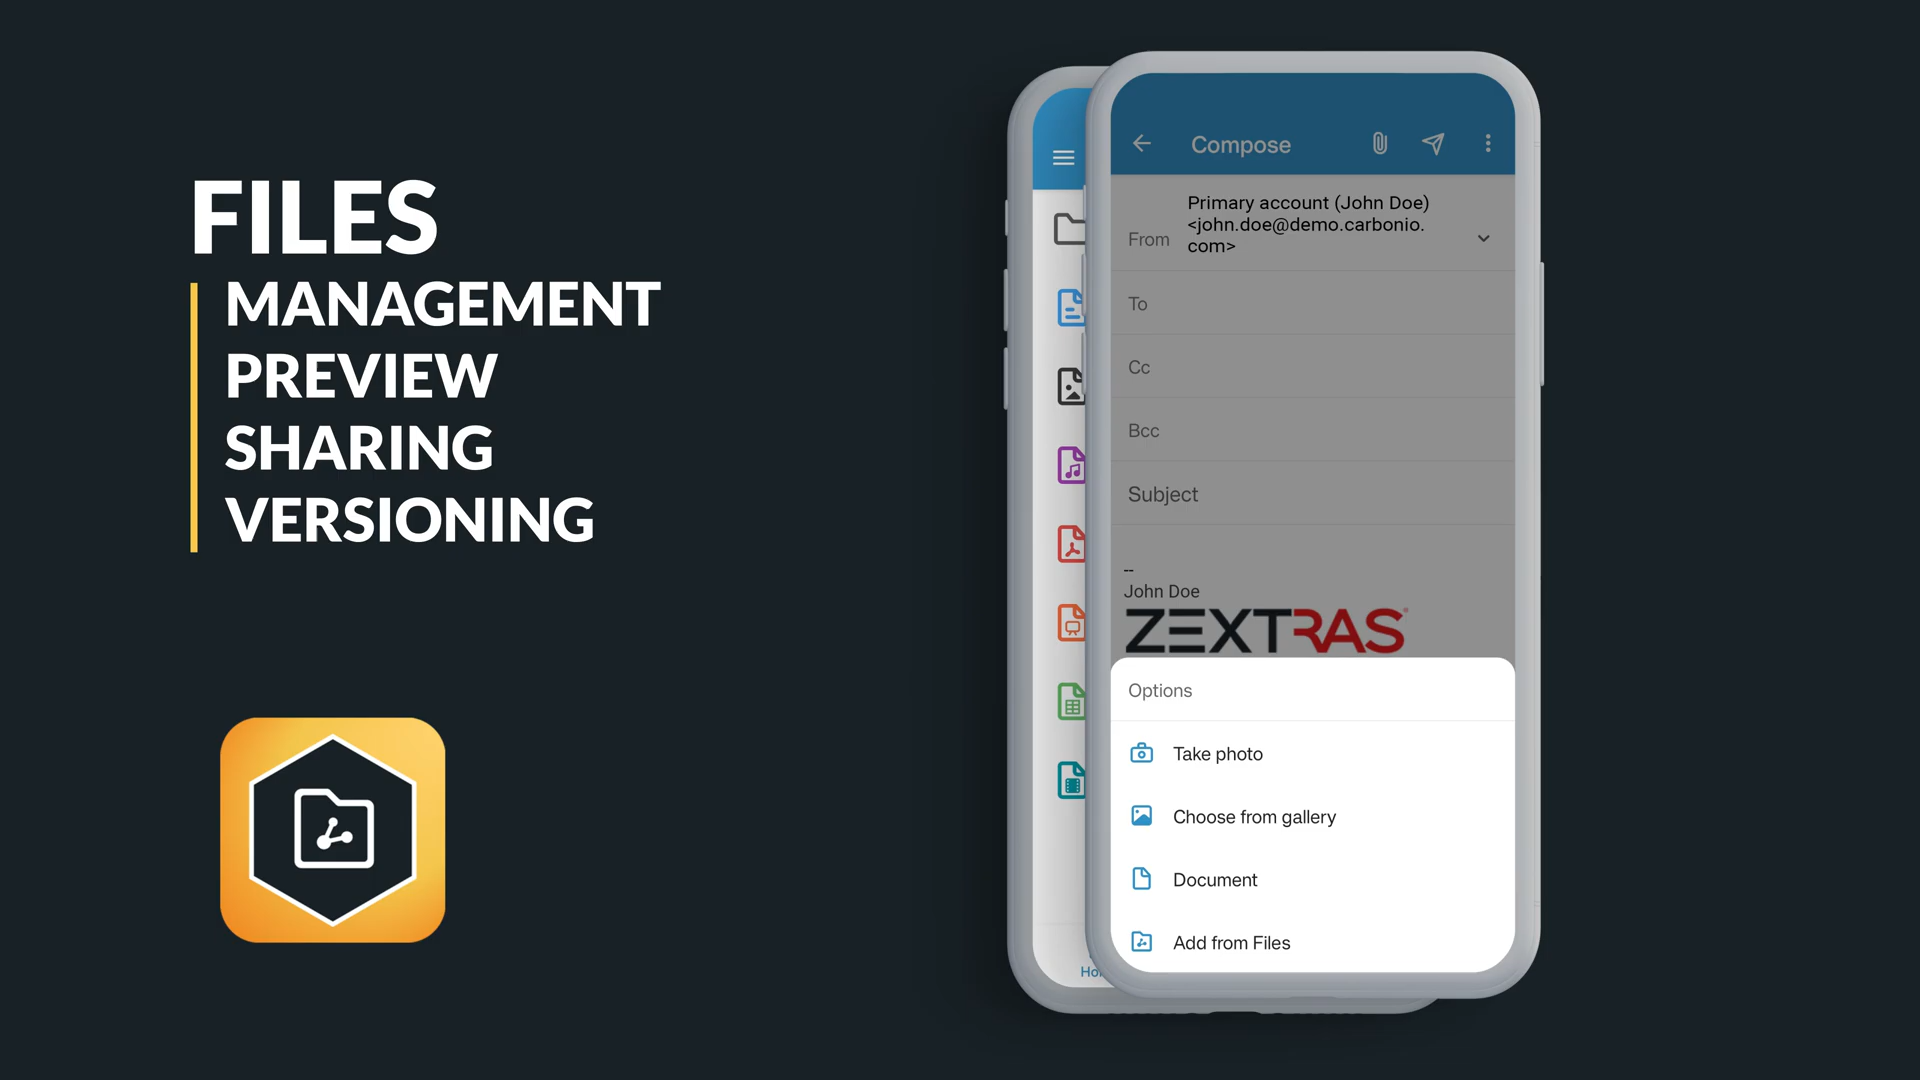 FILES
MANAGEMENT
PREVIEW
SHARING
VERSIONING
Compose
From
Primary account (John Doe)
<john.doe@demo.carbonio.
com>
To
Cc
Bcc
Subject
--
John Doe
ZEXTRAS
Options
Take photo
Choose from gallery
Document
Add from Files